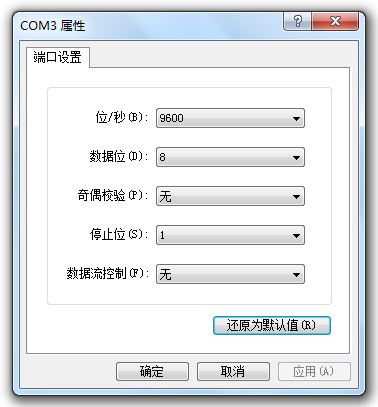 COM3 属性
端口设置
位/秒(B): 9600
数据位(D): 8
奇偶校验(P): 无
停止位(S): 1
数据流控制(F): 无
还原为默认值(R)
确定 取消 应用(A)